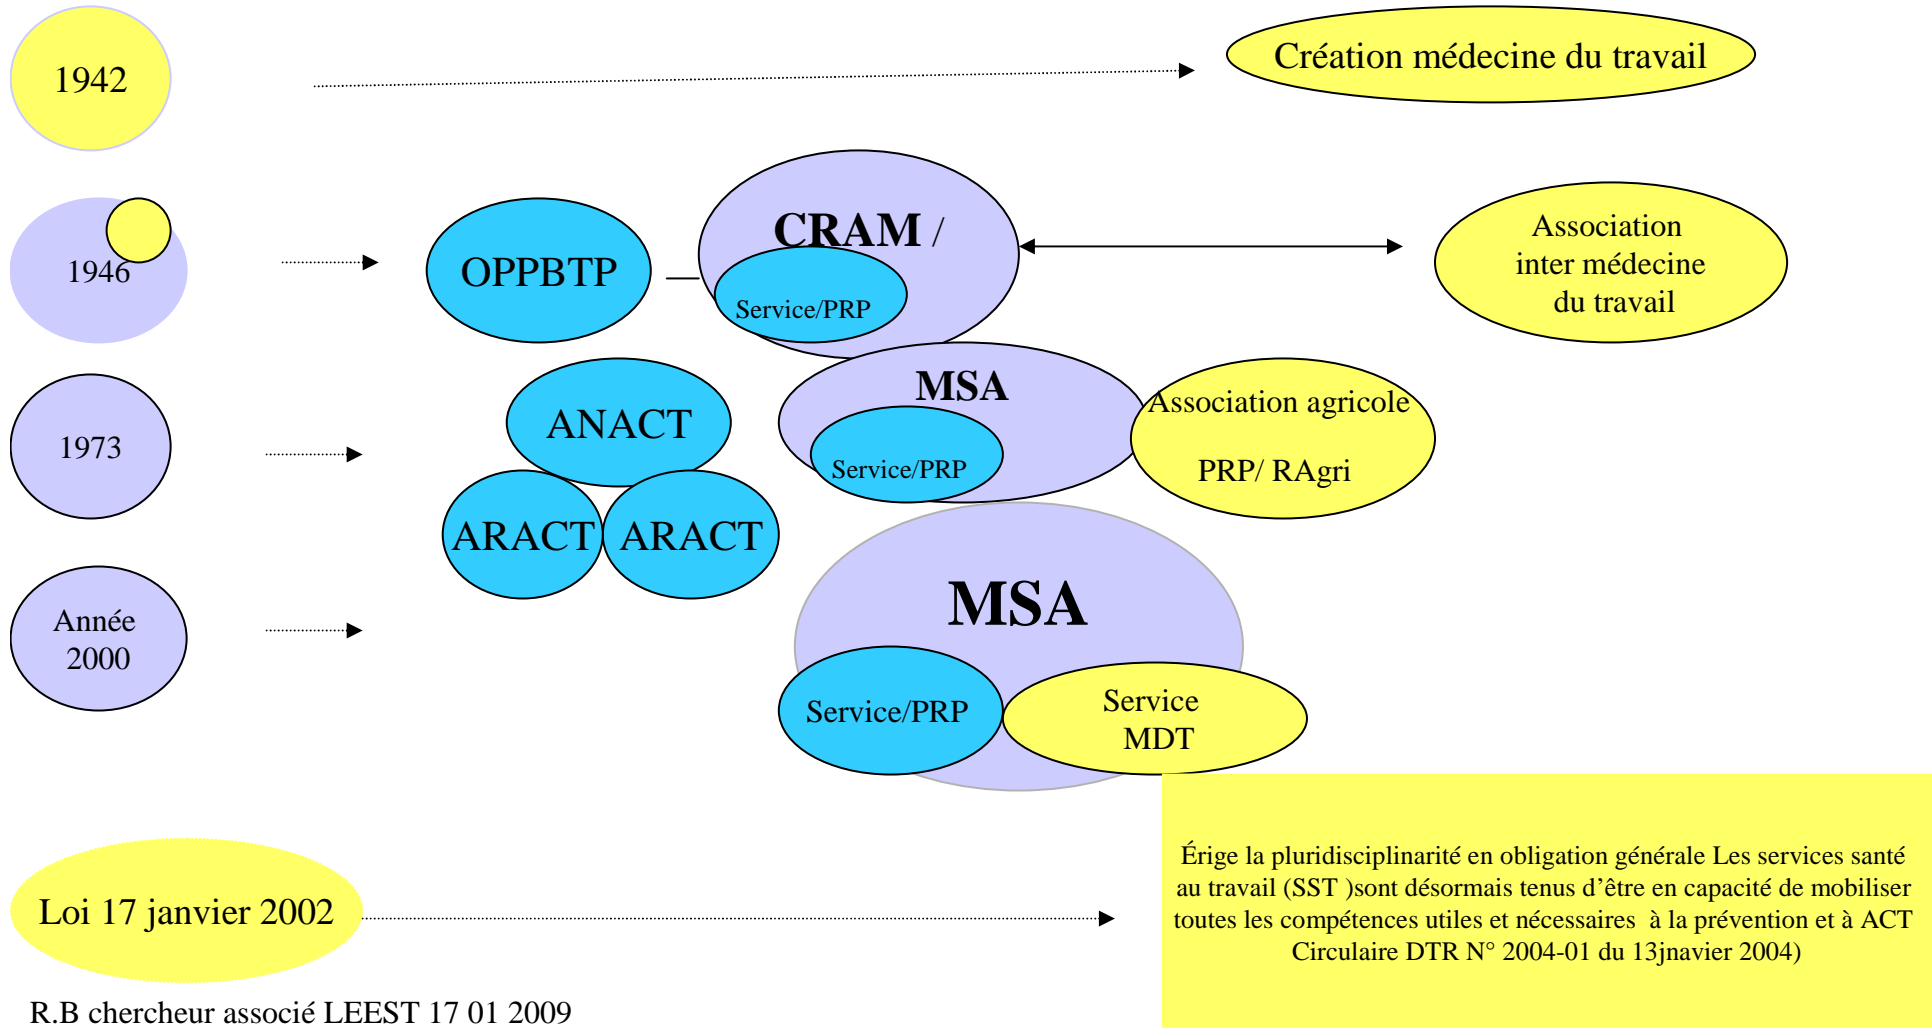 1942
Création médecine du travail
1946
OPPBTP
CRAM /
Service/PRP
Association
inter médecine
du travail
1973
ANACT
ARACT
ARACT
MSA
Service/PRP
Association agricole
PRP/ RAgri
Année
2000
MSA
Service/PRP
Service
MDT
Loi 17 janvier 2002
Érige la pluridisciplinarité en obligation générale Les services santé
au travail (SST )sont désormais tenus d’être en capacité de mobiliser
toutes les compétences utiles et nécessaires à la prévention et à ACT
Circulaire DTR N° 2004-01 du 13jnavier 2004)
R.B chercheur associé LEEST 17 01 2009